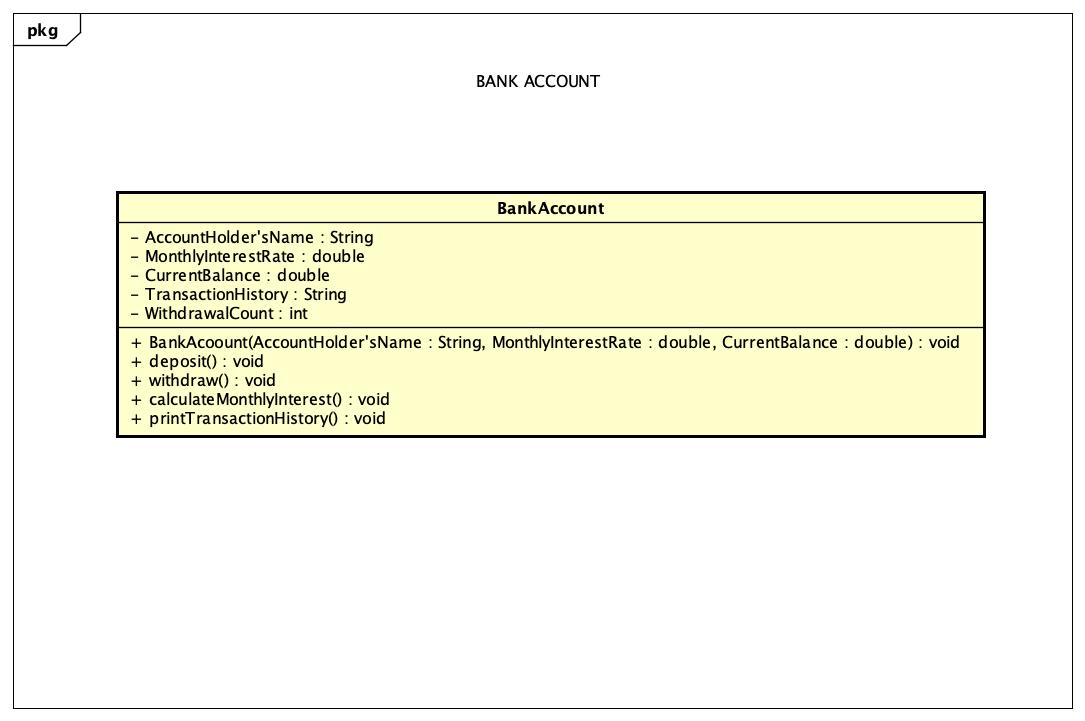 pkg
BANK ACCOUNT
BankAccount
- AccountHolder'sName : String
- MonthlyInterestRate : double
- CurrentBalance : double
- TransactionHistory : String
- WithdrawalCount : int
+ BankAcoount(AccountHolder'sName : String, MonthlyInterestRate : double, CurrentBalance : double) : void
+ deposit() : void
+ withdraw() : void
+ calculateMonthlyInterest() : void
+ printTransactionHistory() : void